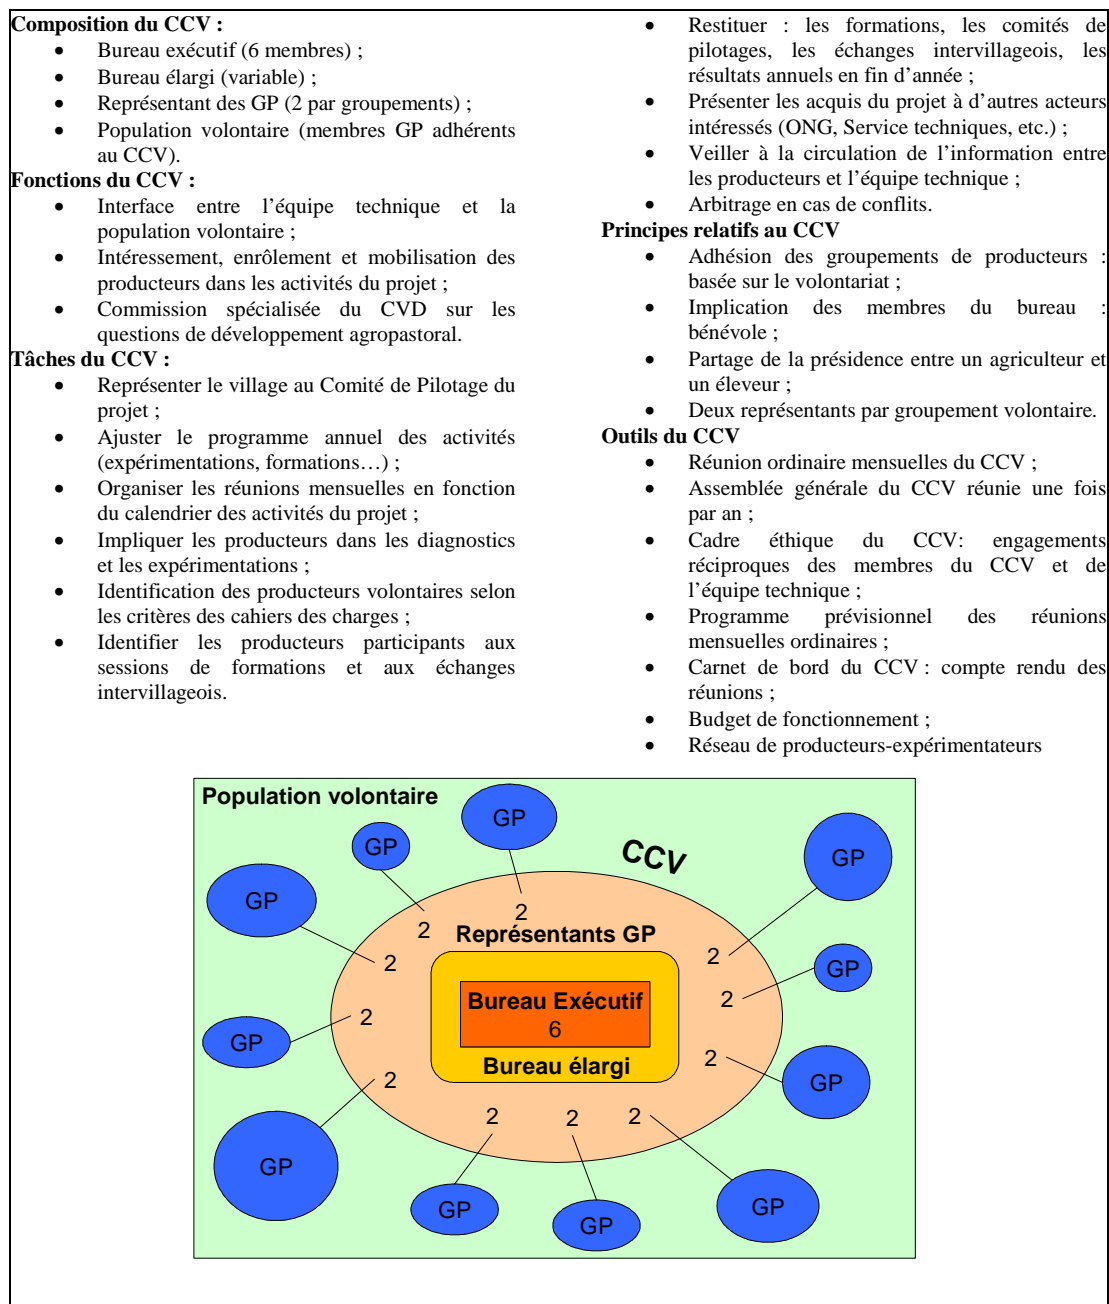 Composition du CCV :
• Bureau exécutif (6 membres) ;
• Bureau élargi (variable) ;
• Représentant des GP (2 par groupements) ;
• Population volontaire (membres GP adhérents
au CCV).
Fonctions du CCV :
• Interface entre l’équipe technique et la
population volontaire ;
• Intéressement, enrôlement et mobilisation des
producteurs dans les activités du projet ;
• Commission spécialisée du CVD sur les
questions de développement agropastoral.
Tâches du CCV :
• Représenter le village au Comité de Pilotage du
projet ;
• Ajuster le programme annuel des activités
(expérimentations, formations…) ;
• Organiser les réunions mensuelles en fonction
du calendrier des activités du projet ;
• Impliquer les producteurs dans les diagnostics
et les expérimentations ;
• Identification des producteurs volontaires selon
les critères des cahiers des charges ;
• Identifier les producteurs participants aux
sessions de formations et aux échanges
intervillageois.
• Restituer : les formations, les comités de
pilotages, les échanges intervillageois, les
résultats annuels en fin d’année ;
• Présenter les acquis du projet à d’autres acteurs
intéressés (ONG, Service techniques, etc.) ;
• Veiller à la circulation de l’information entre
les producteurs et l’équipe technique ;
• Arbitrage en cas de conflits.
Principes relatifs au CCV
• Adhésion des groupements de producteurs :
basée sur le volontariat ;
• Implication des membres du bureau :
bénévole ;
• Partage de la présidence entre un agriculteur et
un éleveur ;
• Deux représentants par groupement volontaire.
Outils du CCV
• Réunion ordinaire mensuelles du CCV ;
• Assemblée générale du CCV réunie une fois
par an ;
• Cadre éthique du CCV: engagements
réciproques des membres du CCV et de
l’équipe technique ;
• Programme prévisionnel des réunions
mensuelles ordinaires ;
• Carnet de bord du CCV : compte rendu des
réunions ;
• Budget de fonctionnement ;
• Réseau de producteurs-expérimentateurs
Population volontaire
GP
GP
GP
GP
CCV
GP
2
2
Représentants GP
2
2
GP
Bureau Exécutif
6
2
2
GP
Bureau élargi
2
2
GP
2
2
2
GP
GP
GP
GP